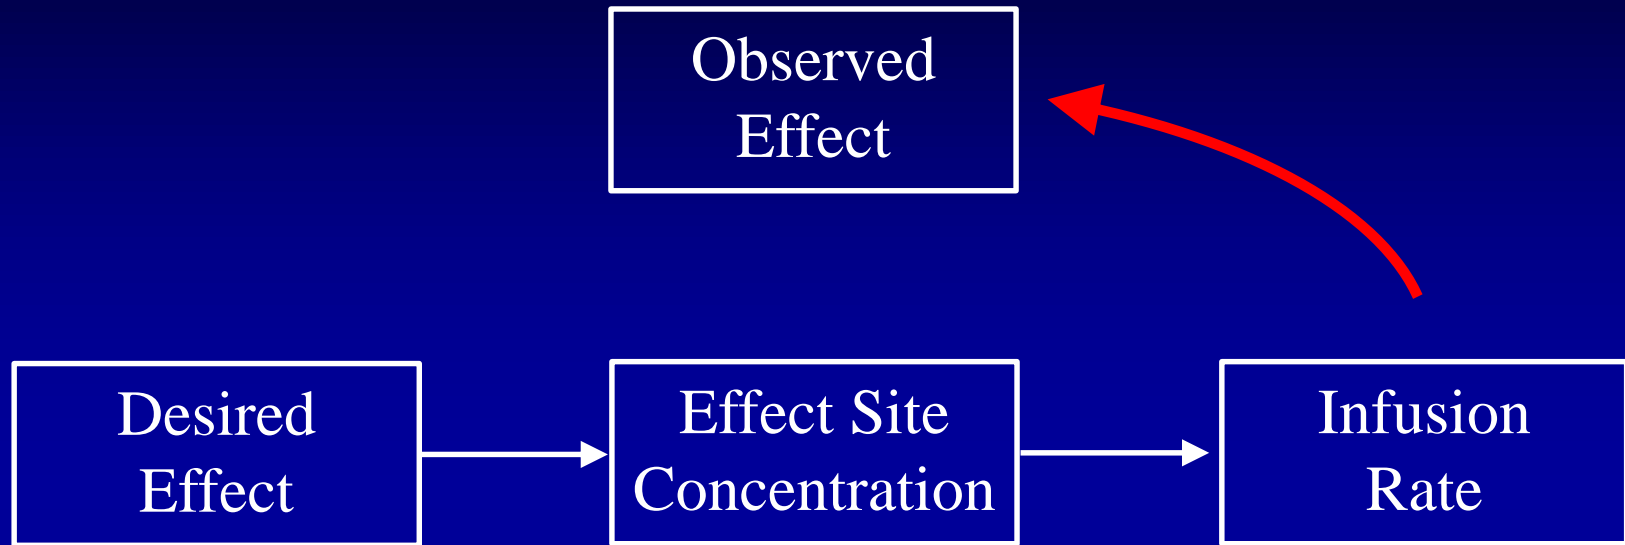 Observed
Effect
Desired
Effect
Effect Site
Concentration
Infusion
Rate